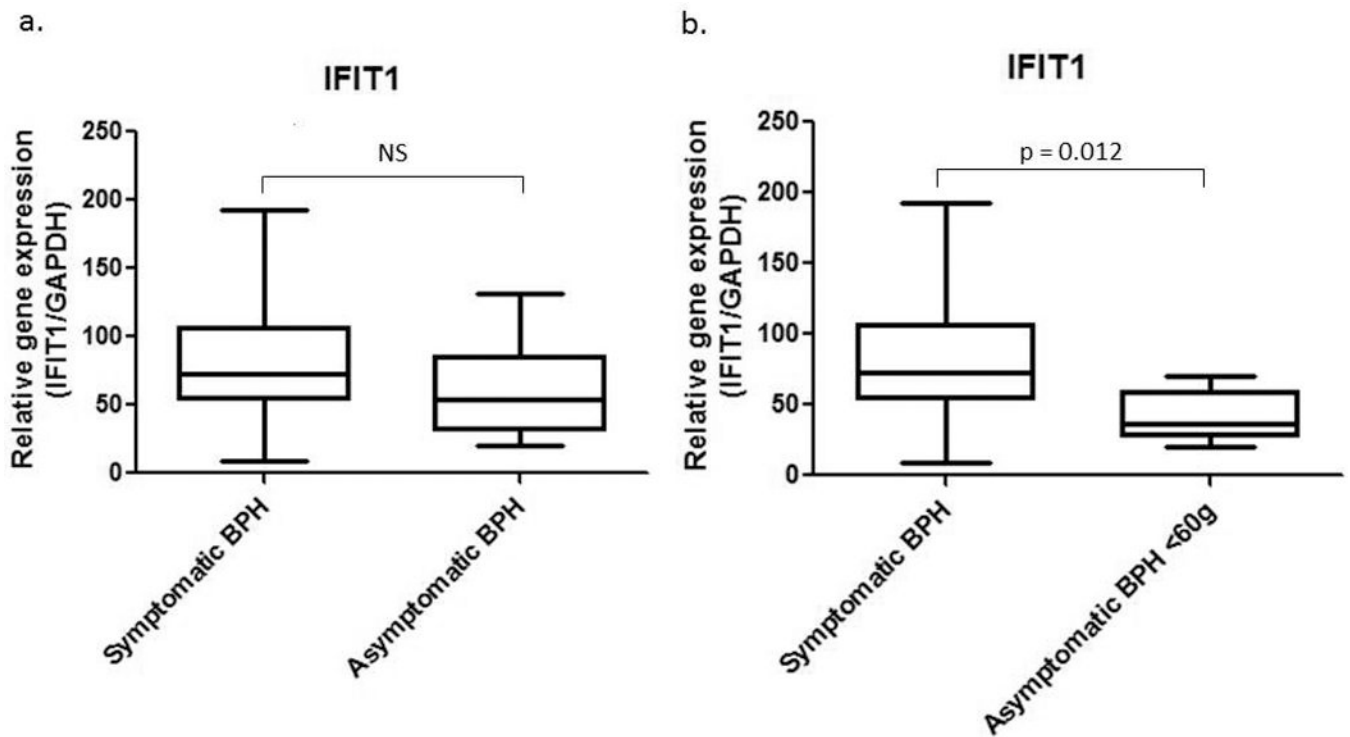 a.
IFIT1
Relative gene expression
(IFIT1/GAPDH)
250
200
150
100
50
0
NS
Symptomatic BPH
Asymptomatic BPH
b.
IFIT1
Relative gene expression
(IFIT1/GAPDH)
250
200
150
100
50
0
p = 0.012
Symptomatic BPH
Asymptomatic BPH <60g